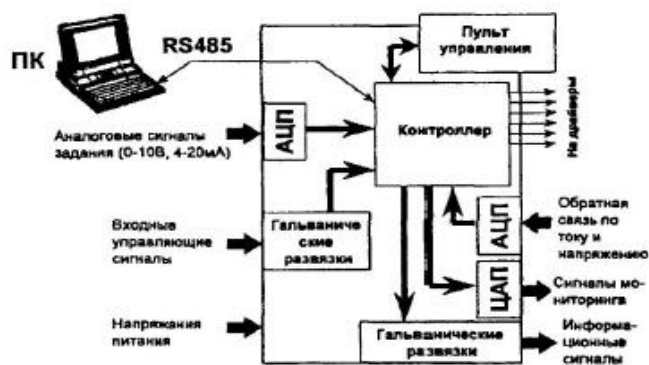 ПК
RS485
Пульт
управления
Аналоговые сигналы
задания (0-10В, 4-20мА)
АЦП
Контроллер
На драйверы
Входные
управляющие
сигналы
Гальваниче
ские
развязки
АЦП
Обратная
связь по
току и
напряжению
ЦАП
Сигналы мо-
ниторинга
Напряжания
питания
Гальванические
развязки
Информа-
ционные
сигналы